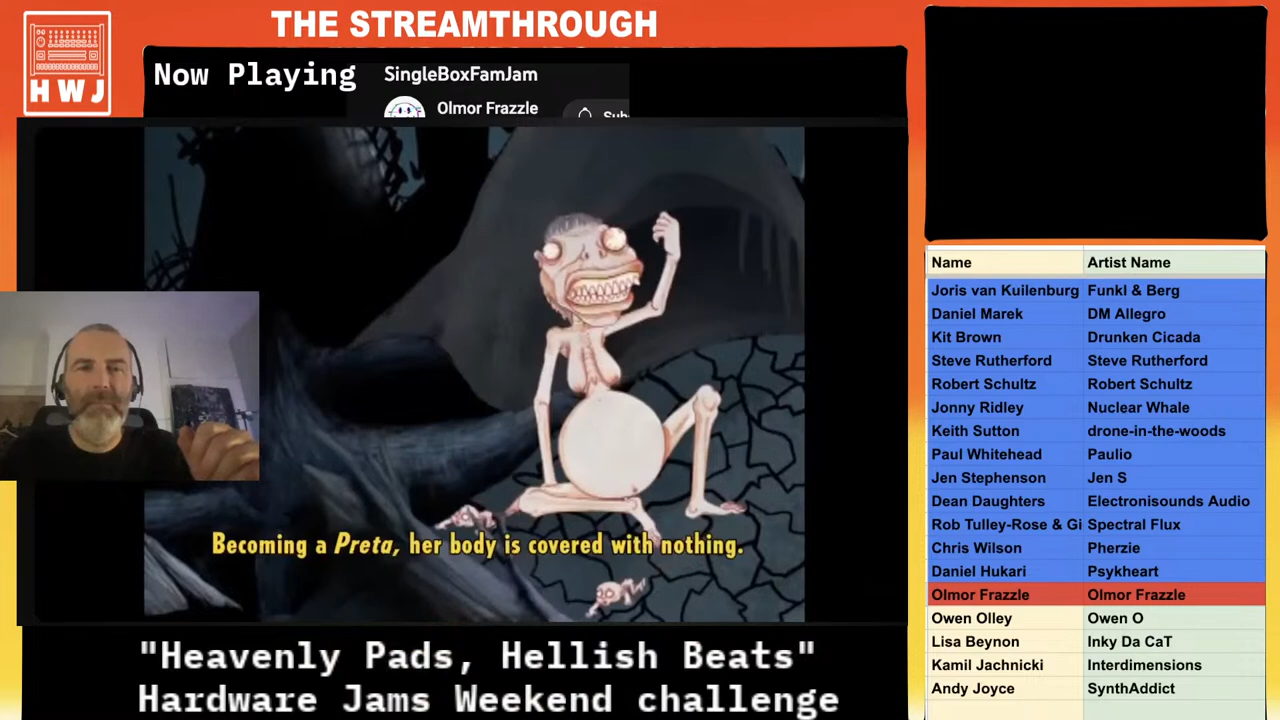 THE STREAMTHROUGH
HWJ
Now Playing
SingleBoxFamJam
Olmor Frazzle
Becoming a Preta, her body is covered with nothing.
"Heavenly Pads, Hellish Beats"
Hardware Jams Weekend challenge
Name Artist Name
Joris van Kuilenburg Funkl & Berg
Daniel Marek DM Allegro
Kit Brown Drunken Cicada
Steve Rutherford Steve Rutherford
Robert Schultz Robert Schultz
Jonny Ridley Nuclear Whale
Keith Sutton drone-in-the-woods
Paul Whitehead Paulio
Jen Stephenson Jen S
Dean Daughters Electronisounds Audio
Rob Tulley-Rose & Gi Spectral Flux
Chris Wilson Pherzie
Daniel Hukari Psykheart
Olmor Frazzle Olmor Frazzle
Owen Olley Owen O
Lisa Beynon Inky Da CaT
Kamil Jachnicki Interdimensions
Andy Joyce SynthAddict